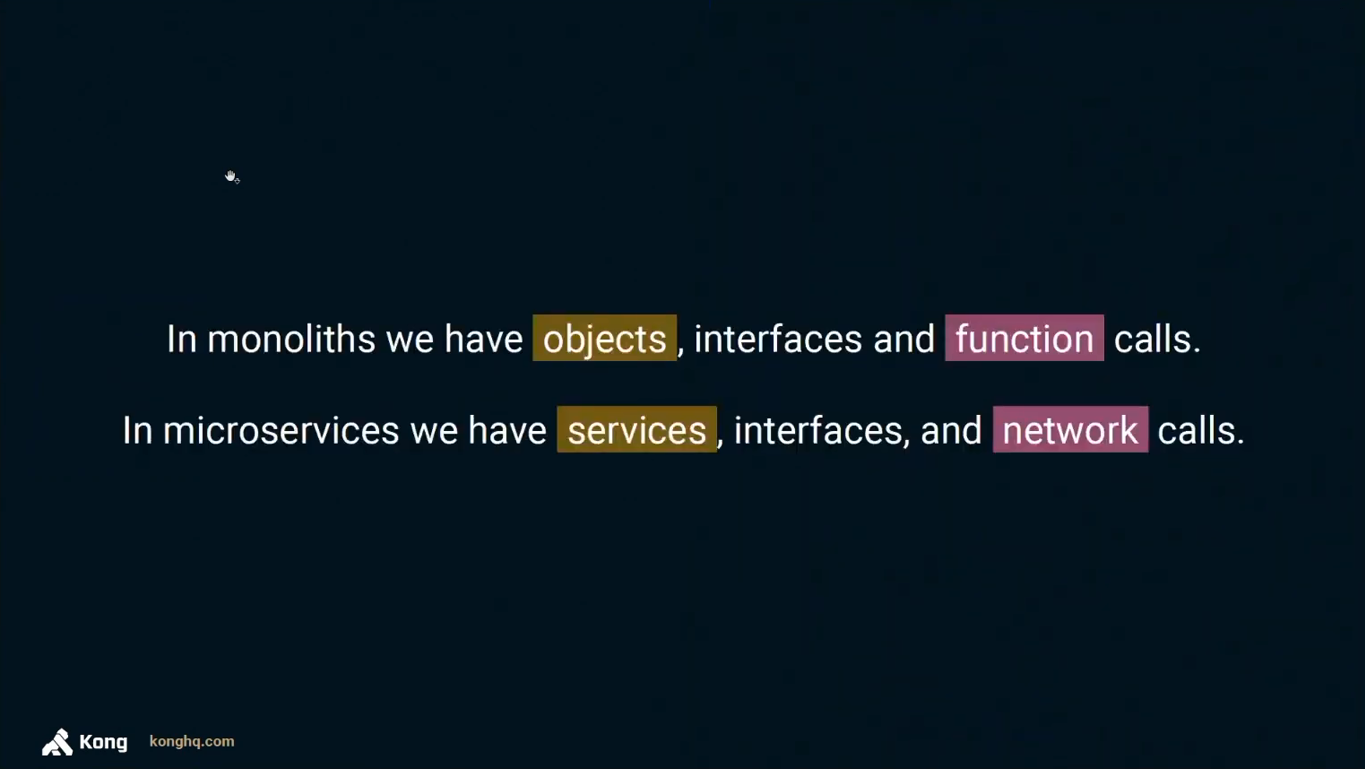 In monoliths we have objects, interfaces and function calls.
In microservices we have services, interfaces, and network calls.
Kong konghq.com